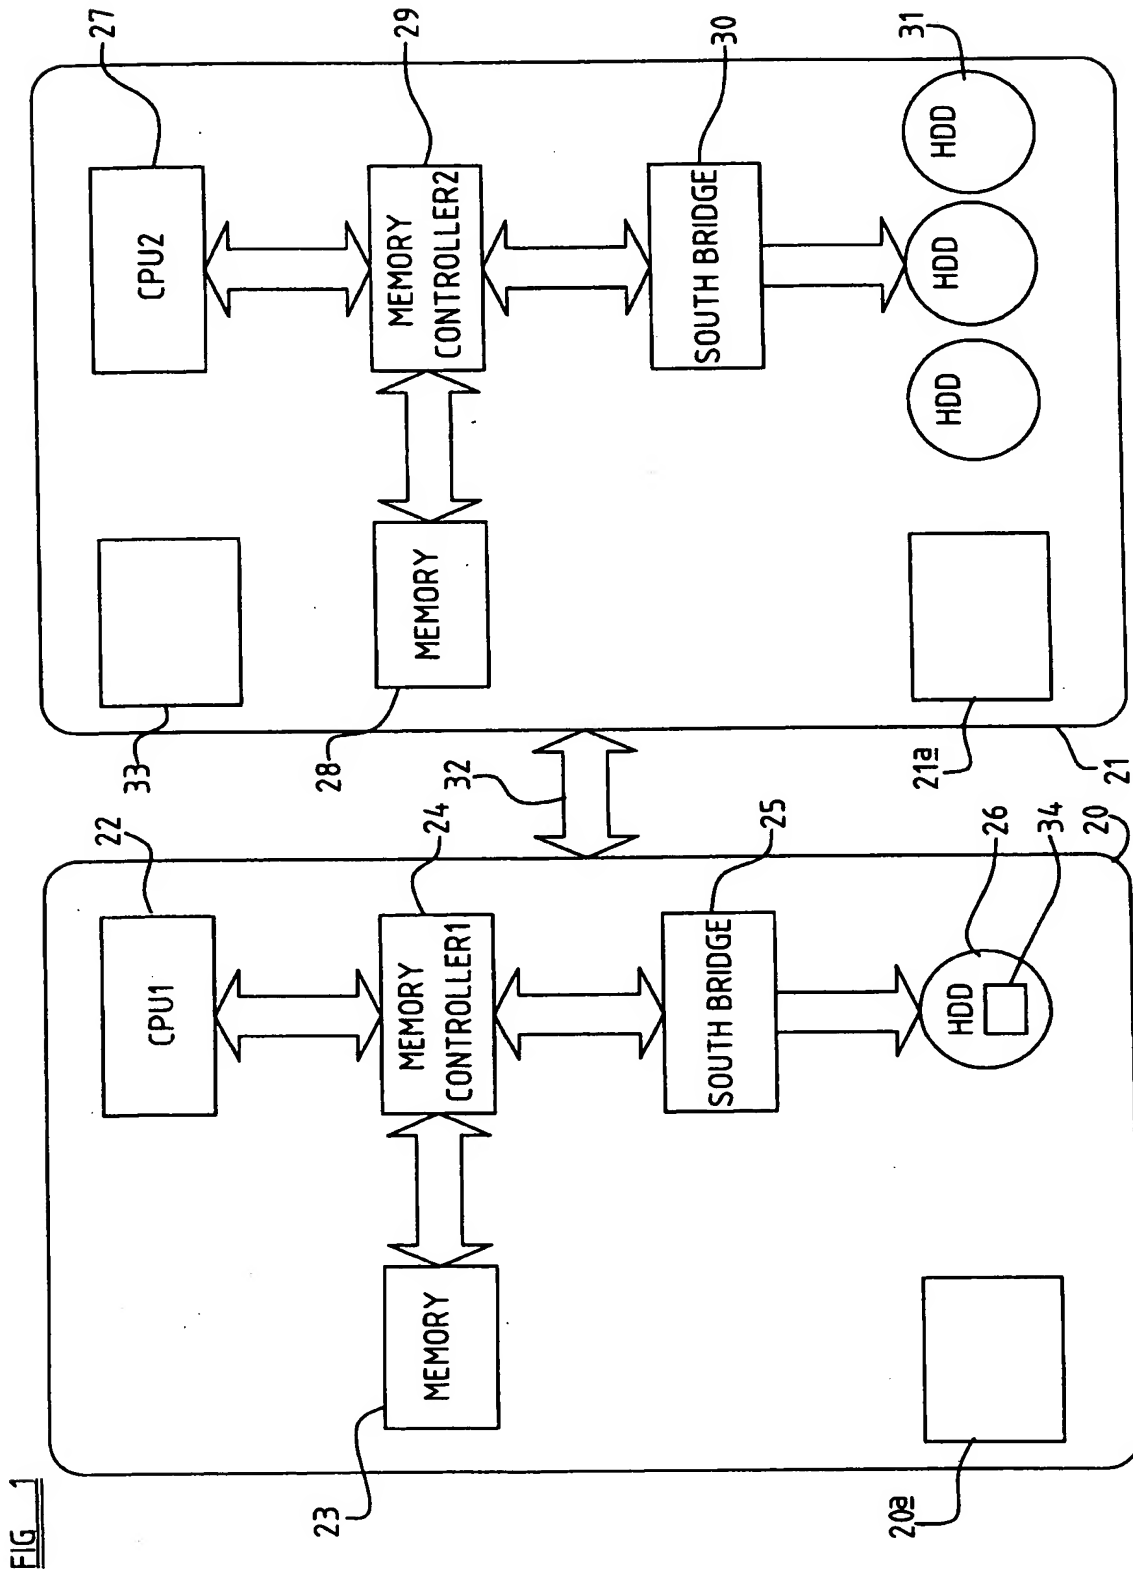 FIG 1
22
CPU1
24
MEMORY
CONTROLLER1
MEMORY
23
25
SOUTH BRIDGE
26
HDD
34
20
20a
32
27
CPU2
33
29
MEMORY
CONTROLLER2
MEMORY
28
30
SOUTH BRIDGE
31
HDD
HDD
HDD
21a
21